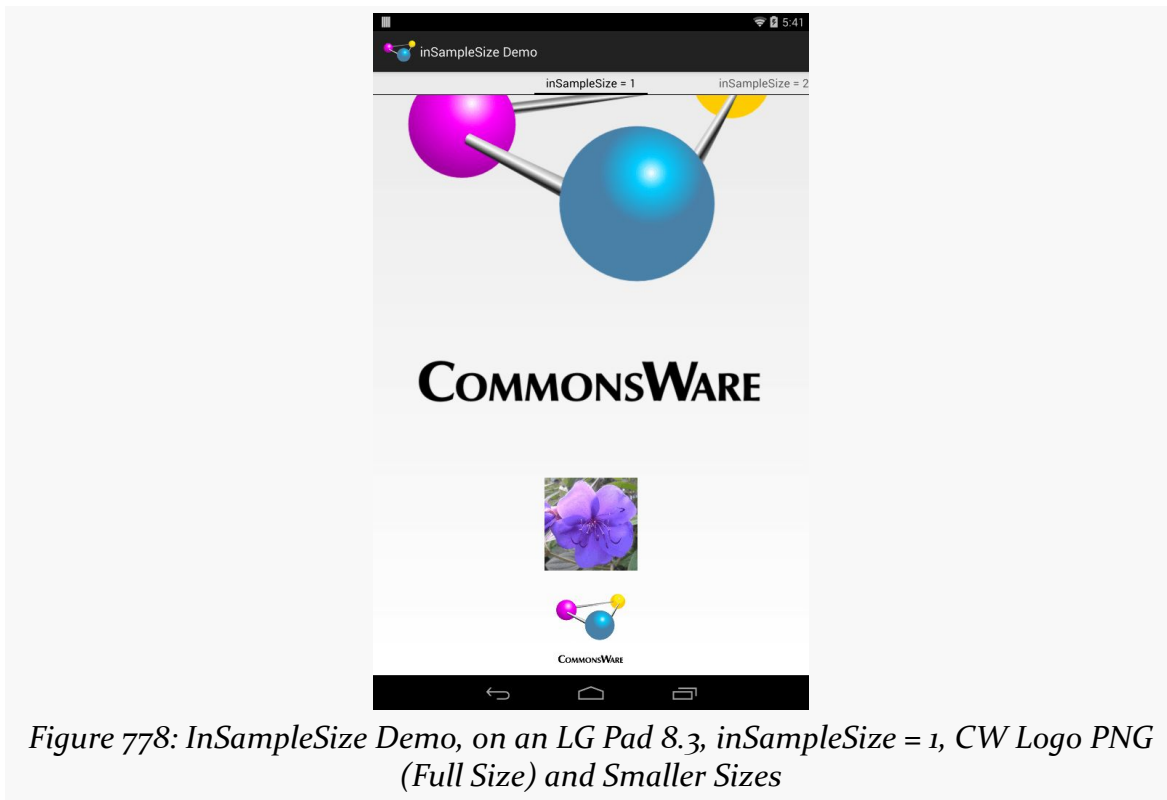 5:41
inSampleSize Demo
inSampleSize = 1
inSampleSize = 2
COMMONSWARE
COMMONSWARE
Figure 778: InSampleSize Demo, on an LG Pad 8.3, inSampleSize = 1, CW Logo PNG
(Full Size) and Smaller Sizes